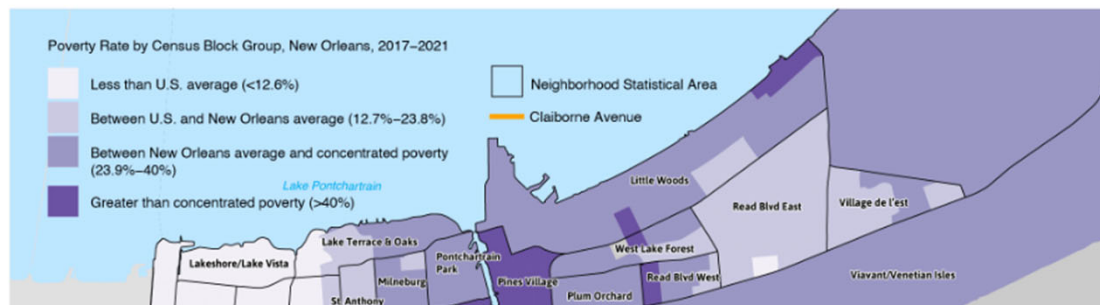 Poverty Rate by Census Block Group, New Orleans, 2017–2021
Less than U.S. average (<12.6%)
Between U.S. and New Orleans average (12.7%–23.8%)
Between New Orleans average and concentrated poverty
(23.9%–40%)
Greater than concentrated poverty (>40%)
Neighborhood Statistical Area
Claiborne Avenue
Lake Pontchartrain
Little Woods
Read Blvd East
Village de l'est
Lake Terrace & Oaks
West Lake Forest
Lakeshore/Lake Vista
Pontchartrain
Park
Viavant/Venetian Isles
Milneburg
Pines Village
Read Blvd West
Plum Orchard
St Anthony